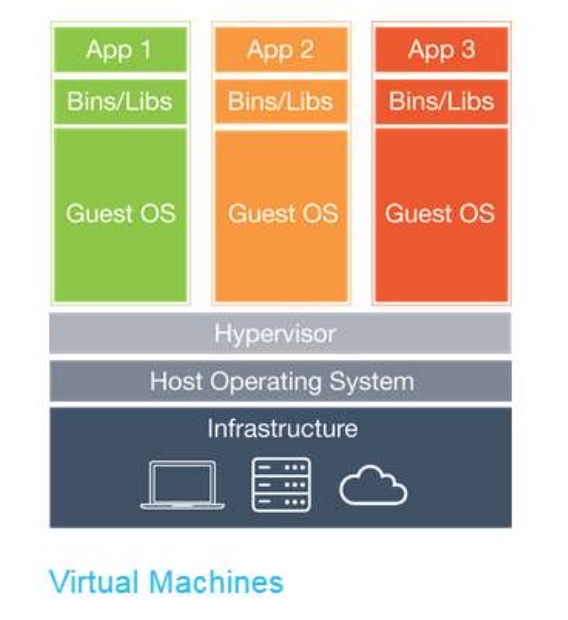 App 1
App 2
App 3
Bins/Libs
Bins/Libs
Bins/Libs
Guest OS
Guest OS
Guest OS
Hypervisor
Host Operating System
Infrastructure
Virtual Machines